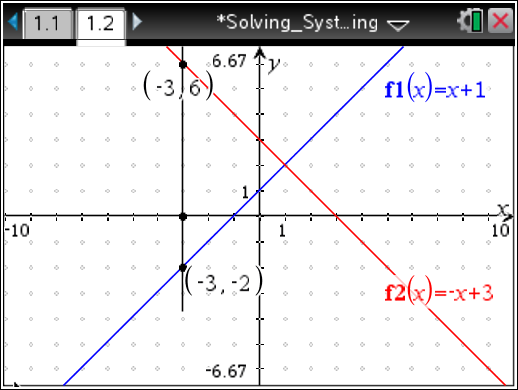 1.1 1.2 *Solving_Syst...ing
6.67 y
(-3, 6)
f1(x)=x+1
1
x
-10 1 10
(-3, -2)
f2(x)=-x+3
-6.67